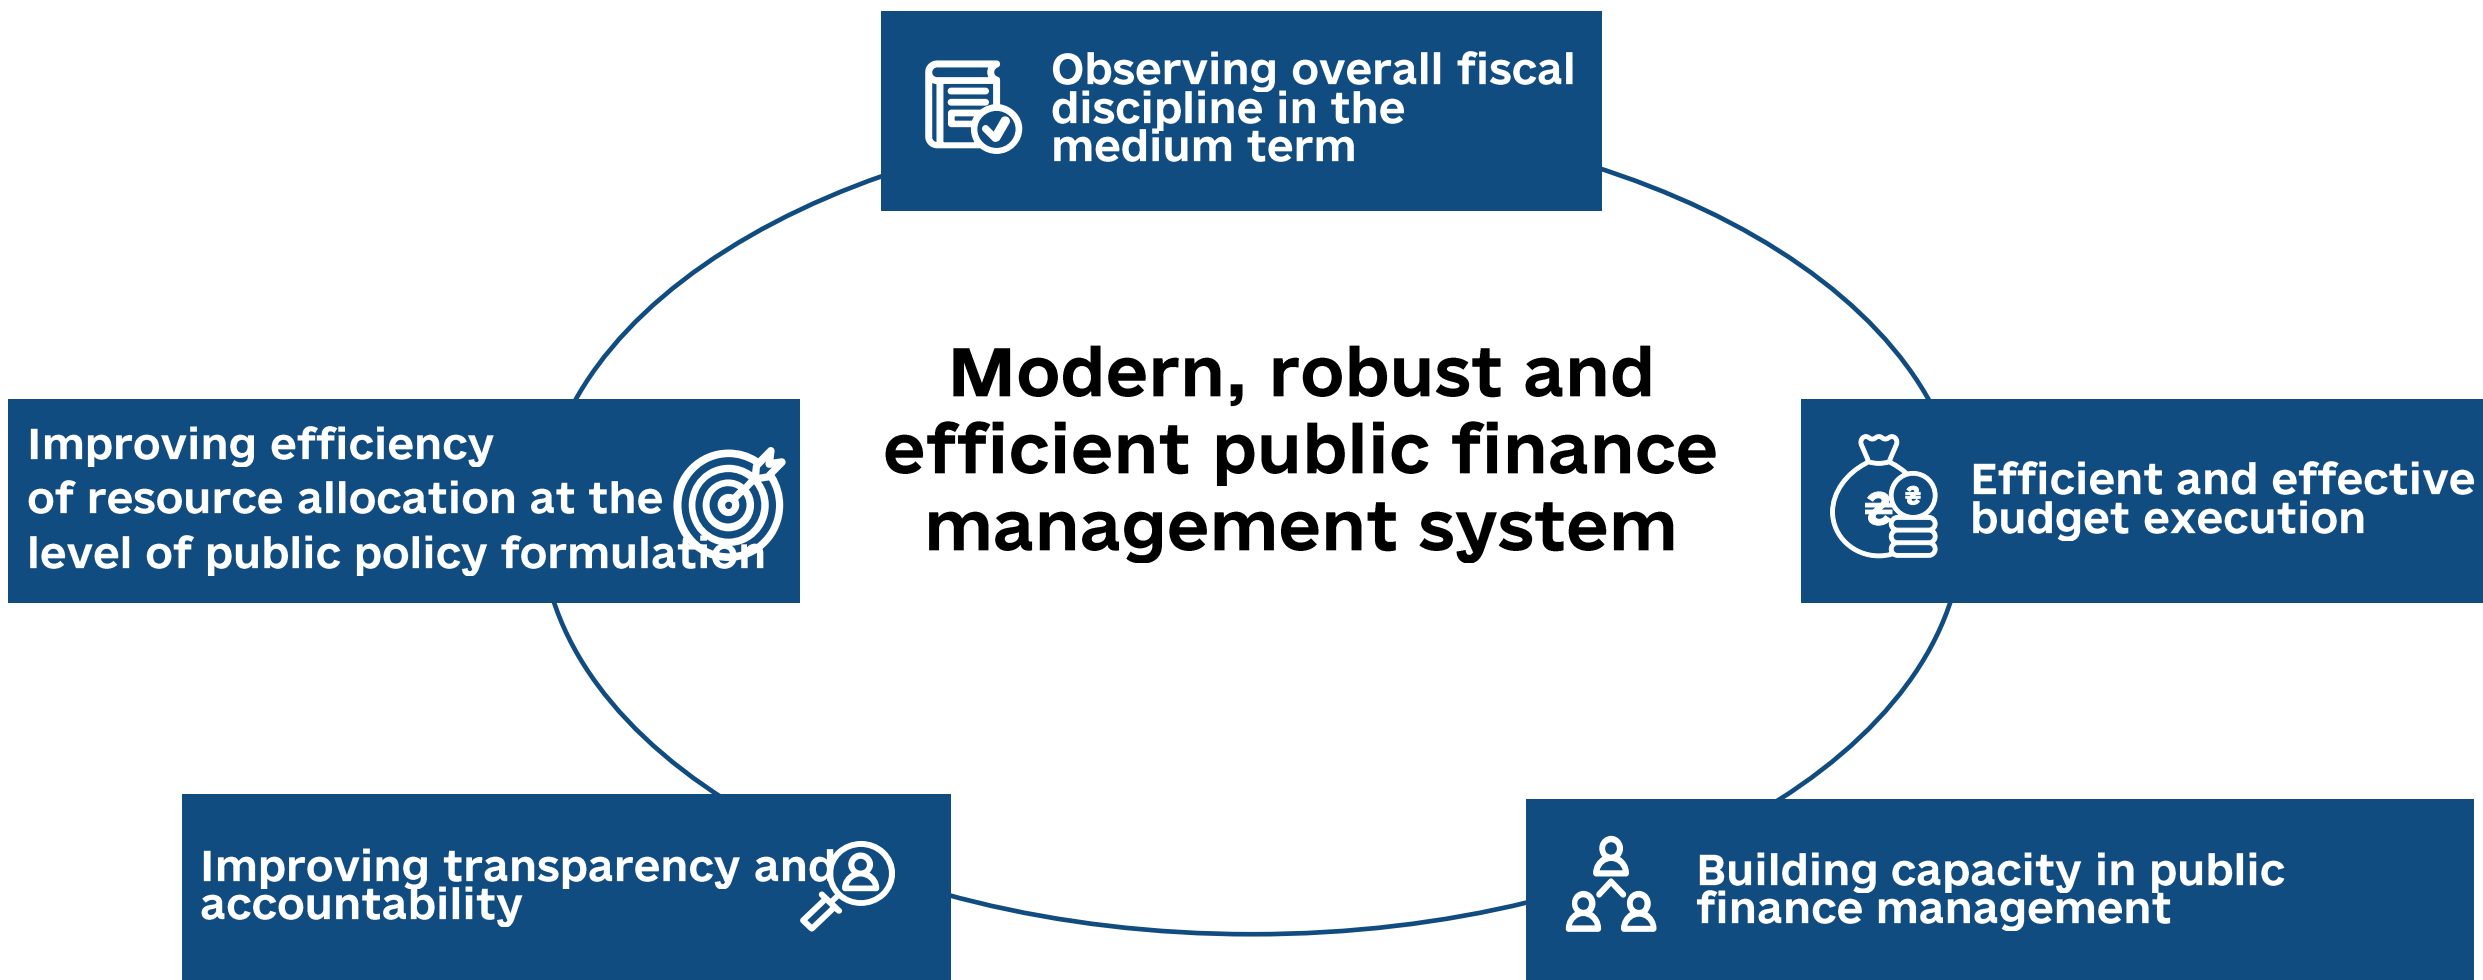 Observing overall fiscal
discipline in the
medium term
Modern, robust and
efficient public finance
management system
Improving efficiency
of resource allocation at the
level of public policy formulation
₴
₴
Efficient and effective
budget execution
Improving transparency and
accountability
Building capacity in public
finance management